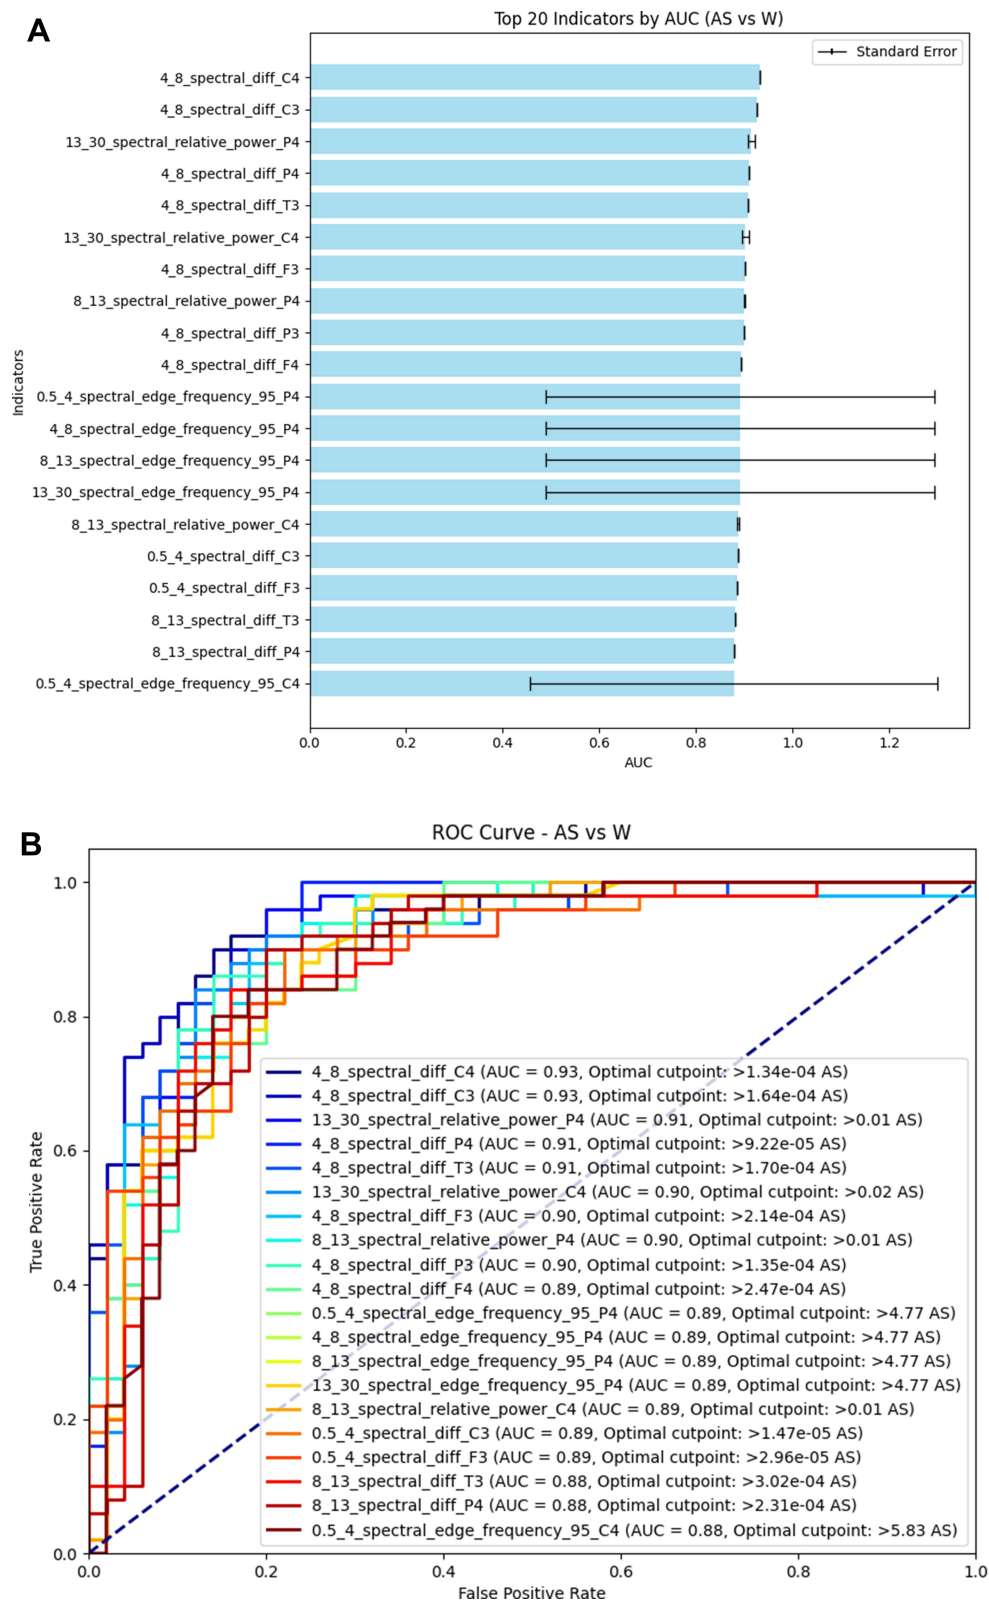 A
Top 20 Indicators by AUC (AS vs W)
Standard Error
4_8_spectral_diff_C4
4_8_spectral_diff_C3
13_30_spectral_relative_power_P4
4_8_spectral_diff_P4
4_8_spectral_diff_T3
13_30_spectral_relative_power_C4
4_8_spectral_diff_F3
8_13_spectral_relative_power_P4
4_8_spectral_diff_P3
4_8_spectral_diff_F4
0.5_4_spectral_edge_frequency_95_P4
4_8_spectral_edge_frequency_95_P4
8_13_spectral_edge_frequency_95_P4
13_30_spectral_edge_frequency_95_P4
8_13_spectral_relative_power_C4
0.5_4_spectral_diff_C3
0.5_4_spectral_diff_F3
8_13_spectral_diff_T3
8_13_spectral_diff_P4
0.5_4_spectral_edge_frequency_95_C4
Indicators
0.0 0.2 0.4 0.6 0.8 1.0 1.2
AUC
B
ROC Curve - AS vs W
1.0
0.8
0.6
0.4
0.2
0.0
True Positive Rate
4_8_spectral_diff_C4 (AUC = 0.93, Optimal cutpoint: >1.34e-04 AS)
4_8_spectral_diff_C3 (AUC = 0.93, Optimal cutpoint: >1.64e-04 AS)
13_30_spectral_relative_power_P4 (AUC = 0.91, Optimal cutpoint: >0.01 AS)
4_8_spectral_diff_P4 (AUC = 0.91, Optimal cutpoint: >9.22e-05 AS)
4_8_spectral_diff_T3 (AUC = 0.91, Optimal cutpoint: >1.70e-04 AS)
13_30_spectral_relative_power_C4 (AUC = 0.90, Optimal cutpoint: >0.02 AS)
4_8_spectral_diff_F3 (AUC = 0.90, Optimal cutpoint: >2.14e-04 AS)
8_13_spectral_relative_power_P4 (AUC = 0.90, Optimal cutpoint: >0.01 AS)
4_8_spectral_diff_P3 (AUC = 0.90, Optimal cutpoint: >1.35e-04 AS)
4_8_spectral_diff_F4 (AUC = 0.89, Optimal cutpoint: >2.47e-04 AS)
0.5_4_spectral_edge_frequency_95_P4 (AUC = 0.89, Optimal cutpoint: >4.77 AS)
4_8_spectral_edge_frequency_95_P4 (AUC = 0.89, Optimal cutpoint: >4.77 AS)
8_13_spectral_edge_frequency_95_P4 (AUC = 0.89, Optimal cutpoint: >4.77 AS)
13_30_spectral_edge_frequency_95_P4 (AUC = 0.89, Optimal cutpoint: >4.77 AS)
8_13_spectral_relative_power_C4 (AUC = 0.89, Optimal cutpoint: >0.01 AS)
0.5_4_spectral_diff_C3 (AUC = 0.89, Optimal cutpoint: >1.47e-05 AS)
0.5_4_spectral_diff_F3 (AUC = 0.89, Optimal cutpoint: >2.96e-05 AS)
8_13_spectral_diff_T3 (AUC = 0.88, Optimal cutpoint: >3.02e-04 AS)
8_13_spectral_diff_P4 (AUC = 0.88, Optimal cutpoint: >2.31e-04 AS)
0.5_4_spectral_edge_frequency_95_C4 (AUC = 0.88, Optimal cutpoint: >5.83 AS)
0.0 0.2 0.4 0.6 0.8 1.0
False Positive Rate